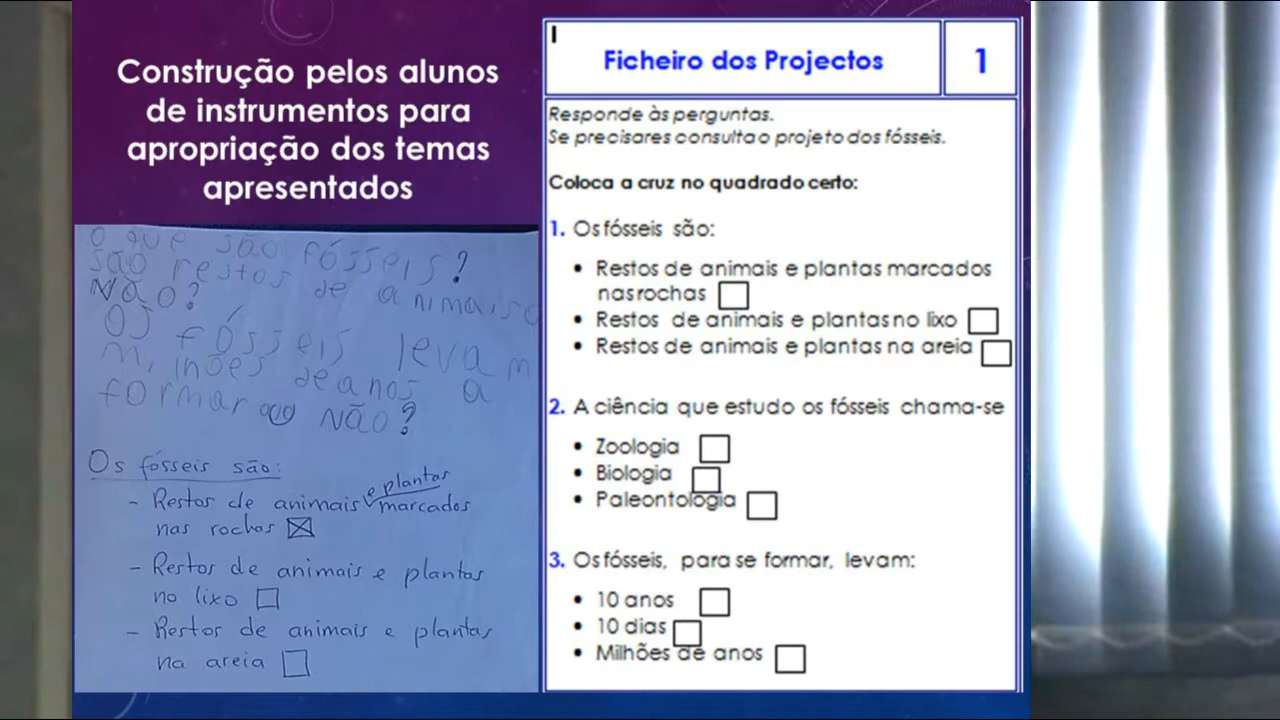 Construção pelos alunos
de instrumentos para
apropriação dos temas
apresentados
o que são fósseis?
são restos de animais o
NÃO?
OS fósseis levam
milhões de anos a
formar ou NÃO?
Os fósseis são:
- Restos de animais e plantas marcados
nas rochas ☒
- Restos de animais e plantas
no lixo ☐
- Restos de animais e plantas
na areia ☐
Ficheiro dos Projectos 1
Responde às perguntas.
Se precisares consulta o projeto dos fósseis.
Coloca a cruz no quadrado certo:
1. Os fósseis são:
• Restos de animais e plantas marcados
nas rochas ☐
• Restos de animais e plantas no lixo ☐
• Restos de animais e plantas na areia ☐
2. A ciência que estudo os fósseis chama-se
• Zoologia ☐
• Biologia ☐
• Paleontologia ☐
3. Os fósseis, para se formar, levam:
• 10 anos ☐
• 10 dias ☐
• Milhões de anos ☐